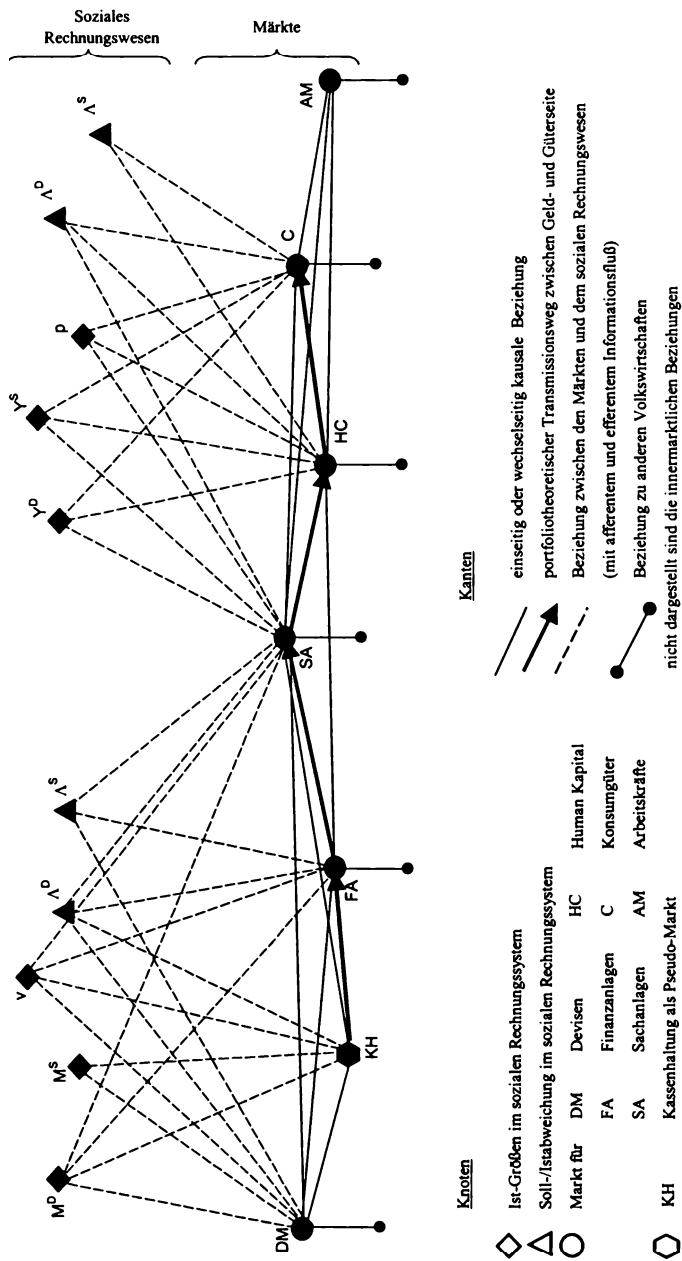 Soziales
Rechnungswesen
Märkte
M^D
M^S
v
Λ^D
Λ^S
Y^D
Y^S
p
Λ^D
Λ^S
DM
KH
FA
SA
HC
C
AM
Knoten
Ist-Größen im sozialen Rechnungssystem
Soll-/Istabweichung im sozialen Rechnungssystem
Markt für DM Devisen HC Human Kapital
FA Finanzanlagen C Konsumgüter
SA Sachanlagen AM Arbeitskräfte
KH Kassenhaltung als Pseudo-Markt
Kanten
einseitig oder wechselseitig kausale Beziehung
portfoliotheoretischer Transmissionsweg zwischen Geld- und Güterseite
Beziehung zwischen den Märkten und dem sozialen Rechnungswesen
(mit afferentem und efferentem Informationsfluß)
Beziehung zu anderen Volkswirtschaften
nicht dargestellt sind die innermarktlichen Beziehungen